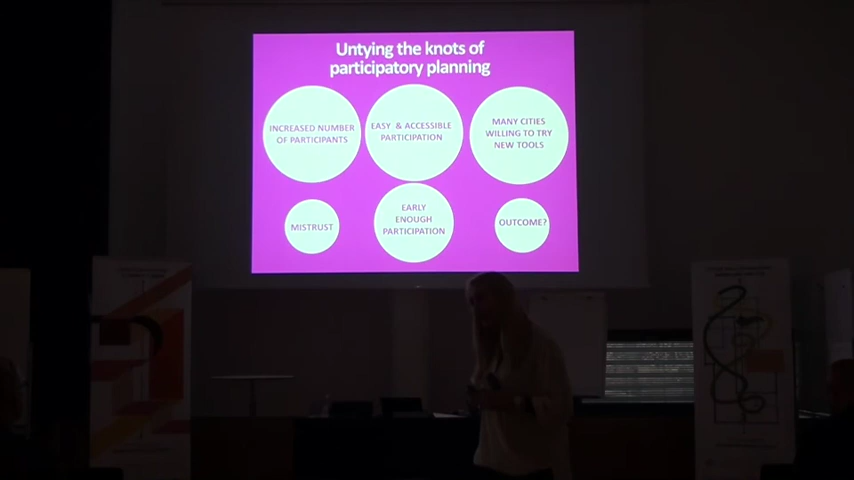 Untying the knots of
participatory planning
INCREASED NUMBER
OF PARTICIPANTS
EASY & ACCESSIBLE
PARTICIPATION
MANY CITIES
WILLING TO TRY
NEW TOOLS
MISTRUST
EARLY
ENOUGH
PARTICIPATION
OUTCOME?